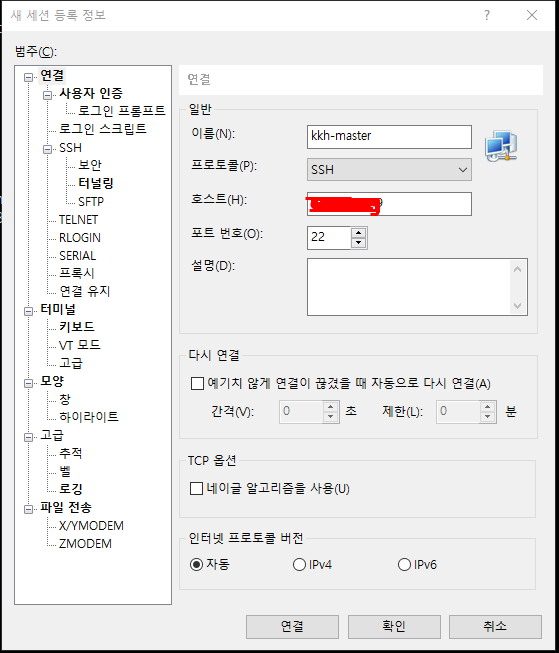 새 세션 등록 정보
범주(C):
연결
사용자 인증
로그인 프롬프트
로그인 스크립트
SSH
보안
터널링
SFTP
TELNET
RLOGIN
SERIAL
프록시
연결 유지
터미널
키보드
VT 모드
고급
모양
창
하이라이트
고급
추적
벨
로깅
파일 전송
X/YMODEM
ZMODEM
연결
일반
이름(N): kkh-master
프로토콜(P): SSH
호스트(H): 9
포트 번호(O): 22
설명(D):
다시 연결
예기치 않게 연결이 끊겼을 때 자동으로 다시 연결(A)
간격(V): 0 초 제한(L): 0 분
TCP 옵션
네이글 알고리즘을 사용(U)
인터넷 프로토콜 버전
자동 IPv4 IPv6
연결 확인 취소